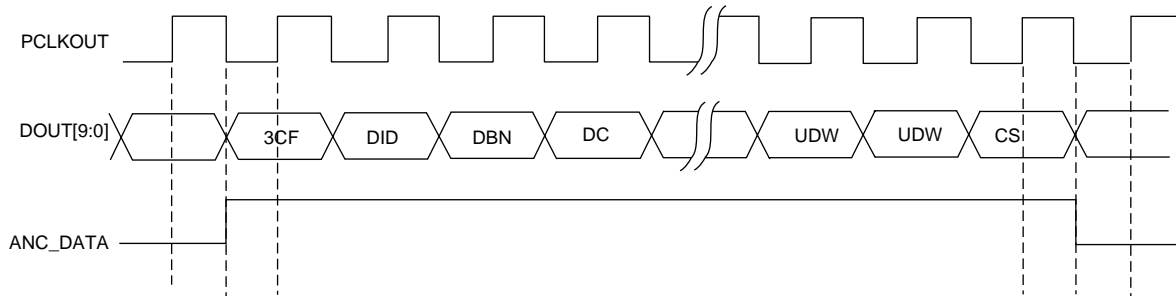 PCLKOUT
DOUT[9:0] 3CF DID DBN DC UDW UDW CS
ANC_DATA